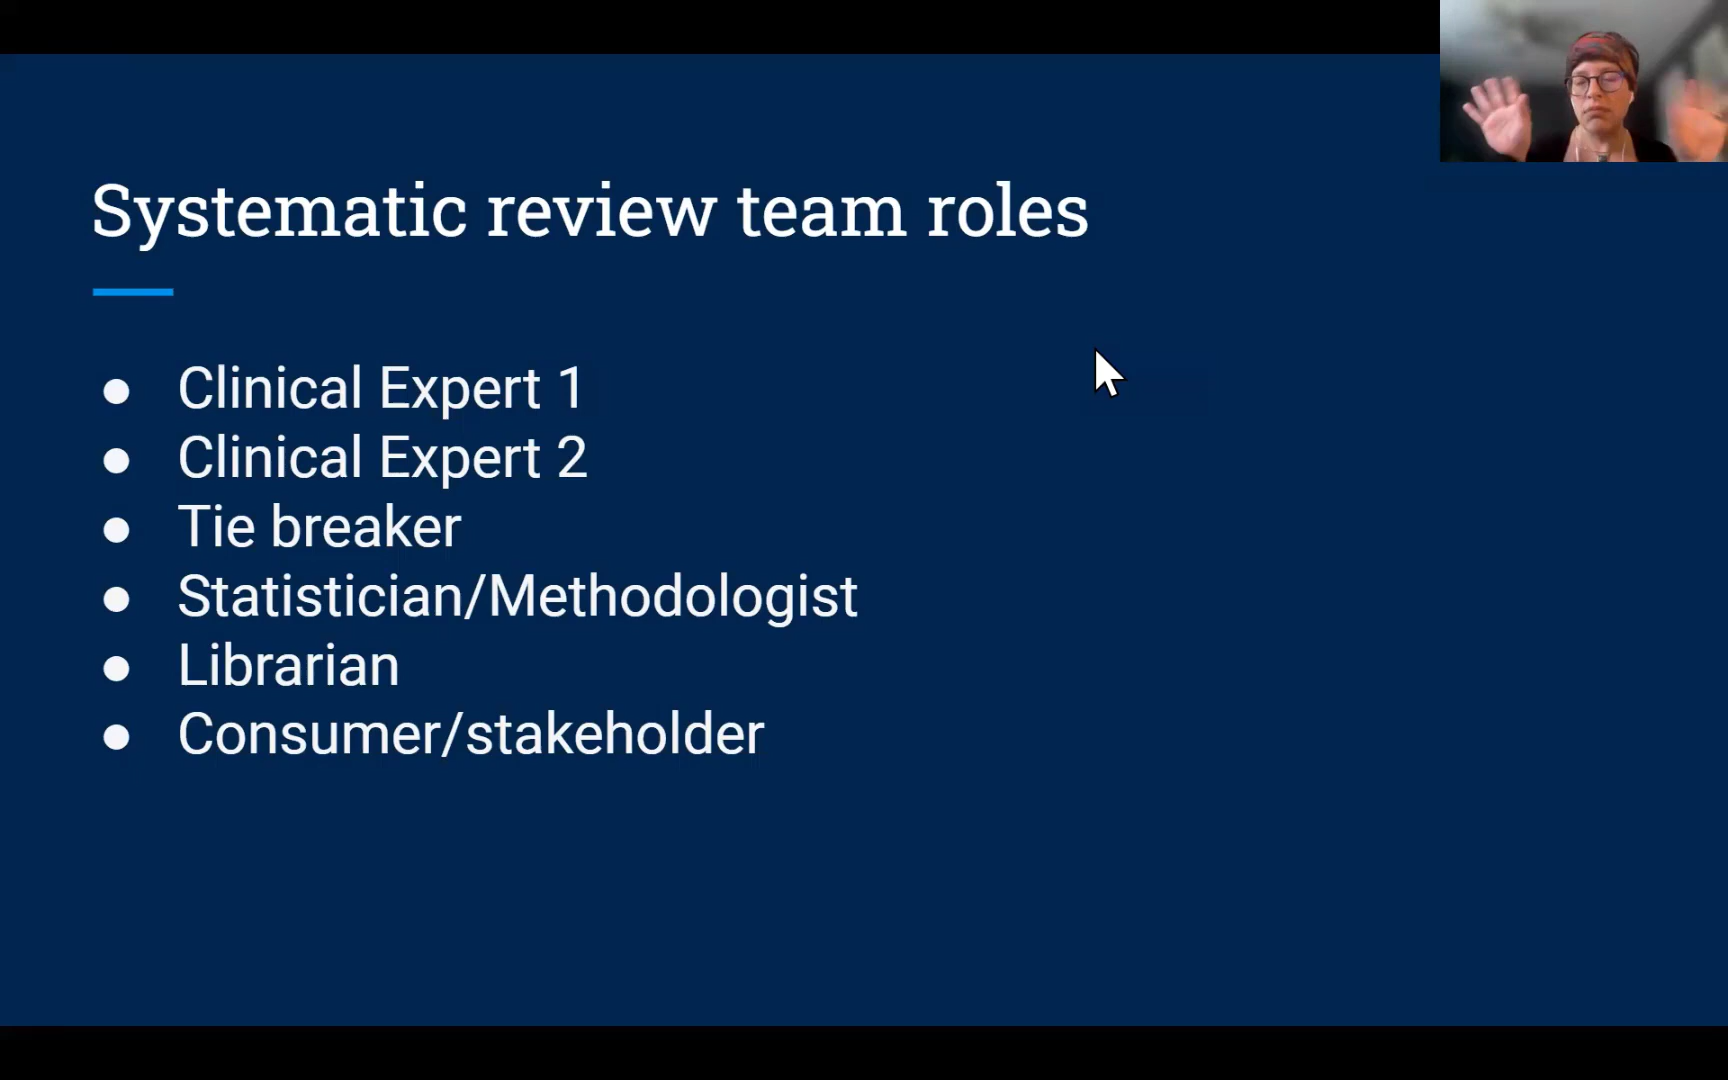 Systematic review team roles
● Clinical Expert 1
● Clinical Expert 2
● Tie breaker
● Statistician/Methodologist
● Librarian
● Consumer/stakeholder